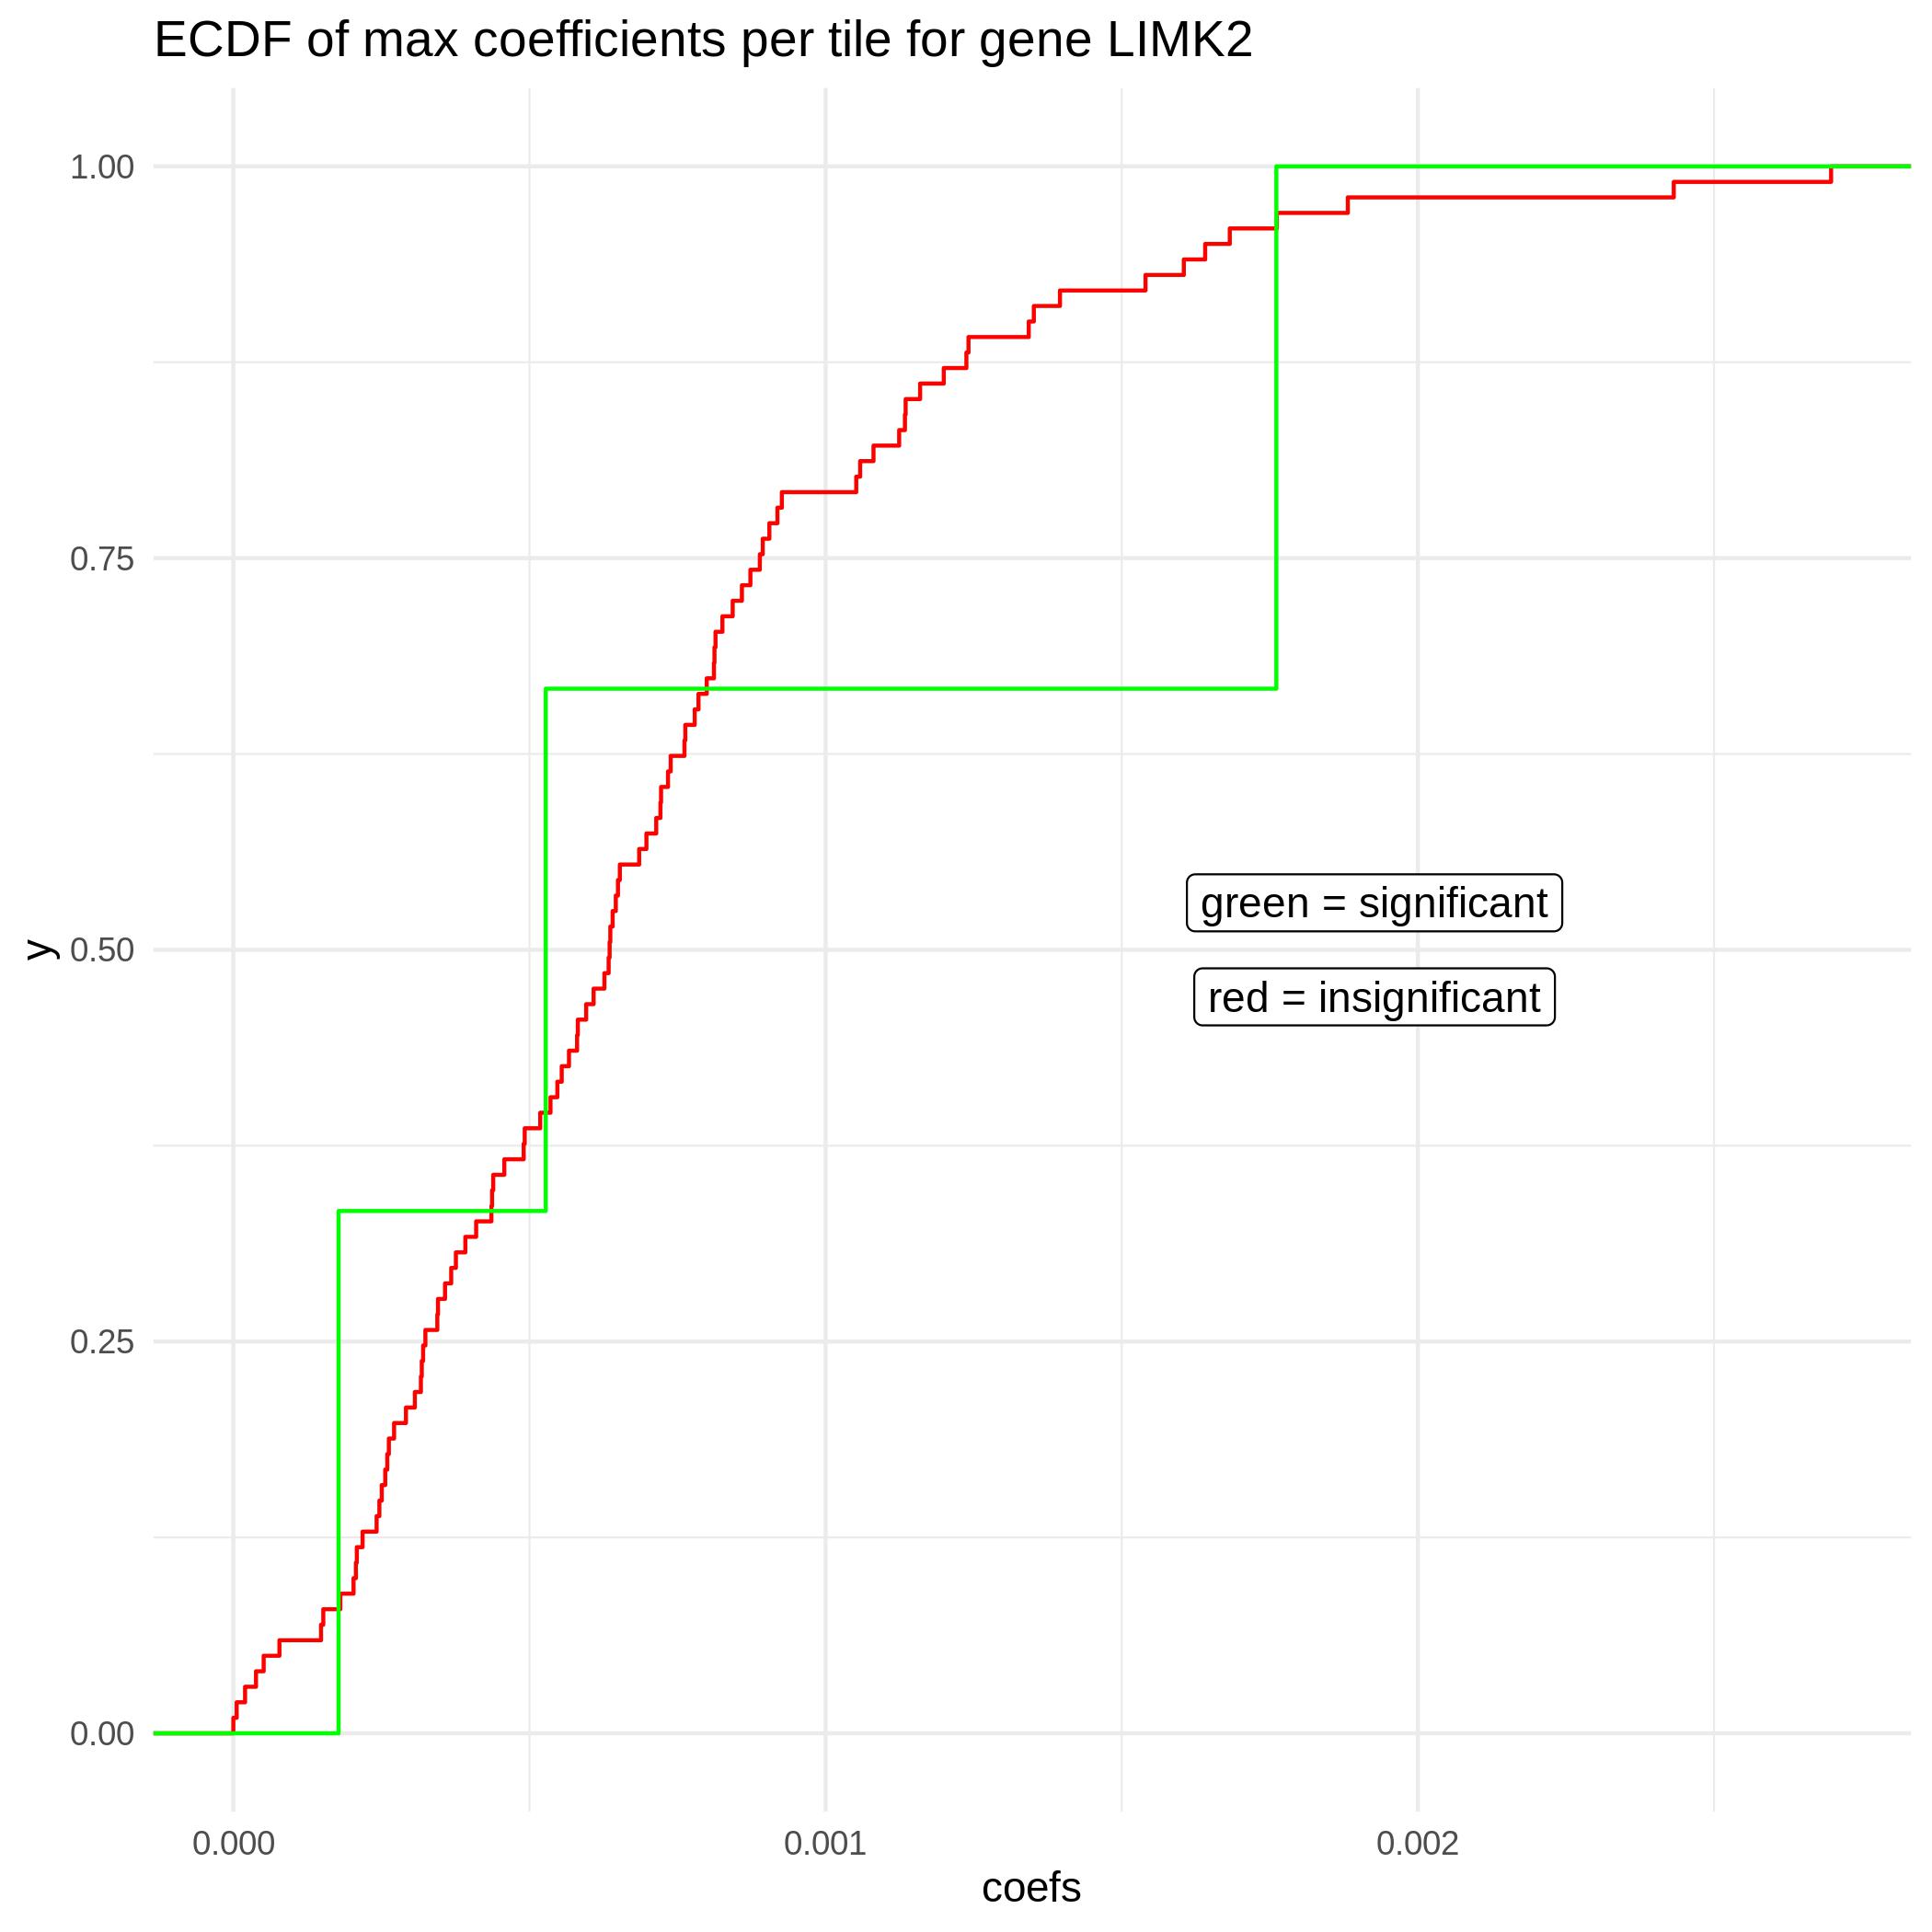 ECDF of max coefficients per tile for gene LIMK2
1.00
0.75
0.50
0.25
0.00
y
green = significant
red = insignificant
0.000 0.001 0.002
coefs